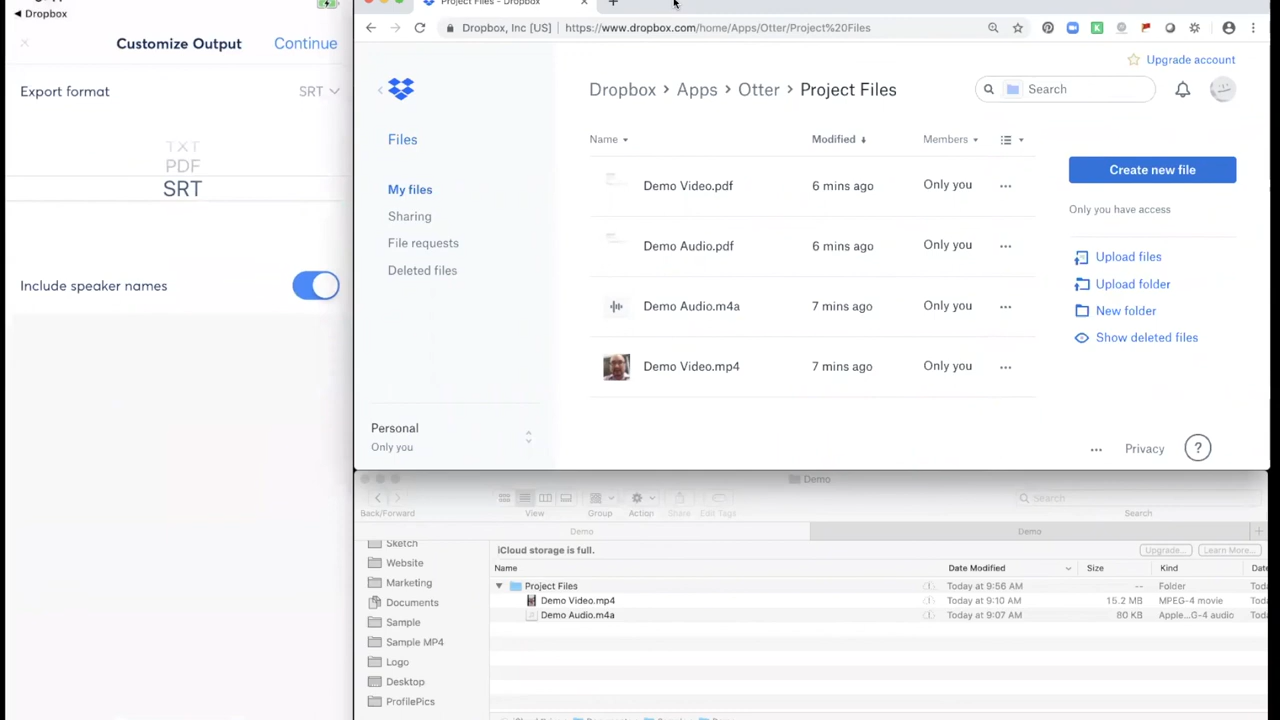 Dropbox
Customize Output
Continue
Export format
SRT
TXT
PDF
SRT
Include speaker names
Project Files - Dropbox
Dropbox, Inc [US]
https://www.dropbox.com/home/Apps/Otter/Project%20Files
Upgrade account
Dropbox > Apps > Otter > Project Files
Search
Files
My files
Sharing
File requests
Deleted files
Personal
Only you
Name
Modified
Members
Demo Video.pdf
6 mins ago
Only you
Demo Audio.pdf
6 mins ago
Only you
Demo Audio.m4a
7 mins ago
Only you
Demo Video.mp4
7 mins ago
Only you
Create new file
Only you have access
Upload files
Upload folder
New folder
Show deleted files
Privacy
?
Demo
Search
Back/Forward
View
Group
Action
Share
Edit Tags
Search
Demo
Demo
Sketch
Website
Marketing
Documents
Sample
Sample MP4
Logo
Desktop
ProfilePics
iCloud storage is full.
Upgrade...
Learn More...
Name
Date Modified
Size
Kind
Date
Project Files
Today at 9:56 AM
--
Folder
Toda
Demo Video.mp4
Today at 9:10 AM
15.2 MB
MPEG-4 movie
Toda
Demo Audio.m4a
Today at 9:07 AM
80 KB
Apple...G-4 audio
Toda